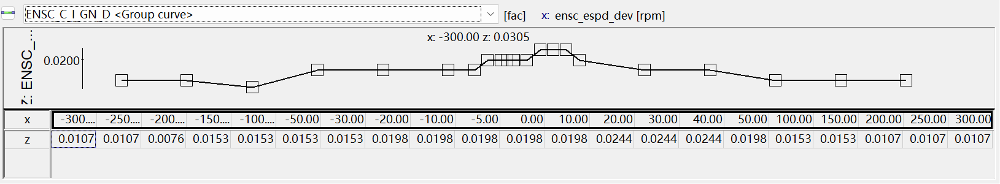 ENSC_C_I_GN_D <Group curve> [fac] x: ensc_espd_dev [rpm]
z: ENSC_...
x: -300.00 z: 0.0305
0.0200
x -300.... -250.... -200.... -150.... -100.... -50.00 -30.00 -20.00 -10.00 -5.00 0.00 10.00 20.00 30.00 40.00 50.00 100.00 150.00 200.00 250.00 300.00
z 0.0107 0.0107 0.0076 0.0153 0.0153 0.0153 0.0153 0.0198 0.0198 0.0198 0.0198 0.0198 0.0244 0.0244 0.0244 0.0198 0.0153 0.0153 0.0107 0.0107 0.0107